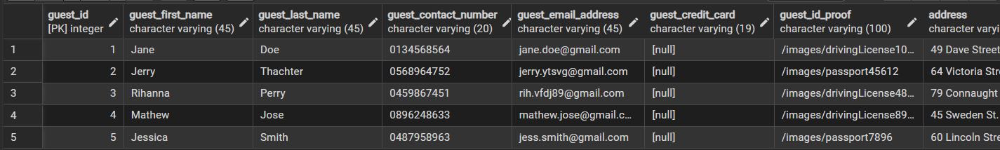 guest_id guest_first_name guest_last_name guest_contact_number guest_email_address guest_credit_card guest_id_proof address
[PK] integer character varying (45) character varying (45) character varying (20) character varying (45) character varying (19) character varying (100) character varyi
1 1 Jane Doe 0134568564 jane.doe@gmail.com [null] /images/drivingLicense10... 49 Dave Street
2 2 Jerry Thachter 0568964752 jerry.ytsvg@gmail.com [null] /images/passport45612 64 Victoria Str
3 3 Rihanna Perry 0459867451 rih.vfdj89@gmail.com [null] /images/drivingLicense48... 79 Connaught
4 4 Mathew Jose 0896248633 mathew.jose@gmail.c... [null] /images/drivingLicense89... 45 Sweden St.
5 5 Jessica Smith 0487958963 jess.smith@gmail.com [null] /images/passport7896 60 Lincoln Stre